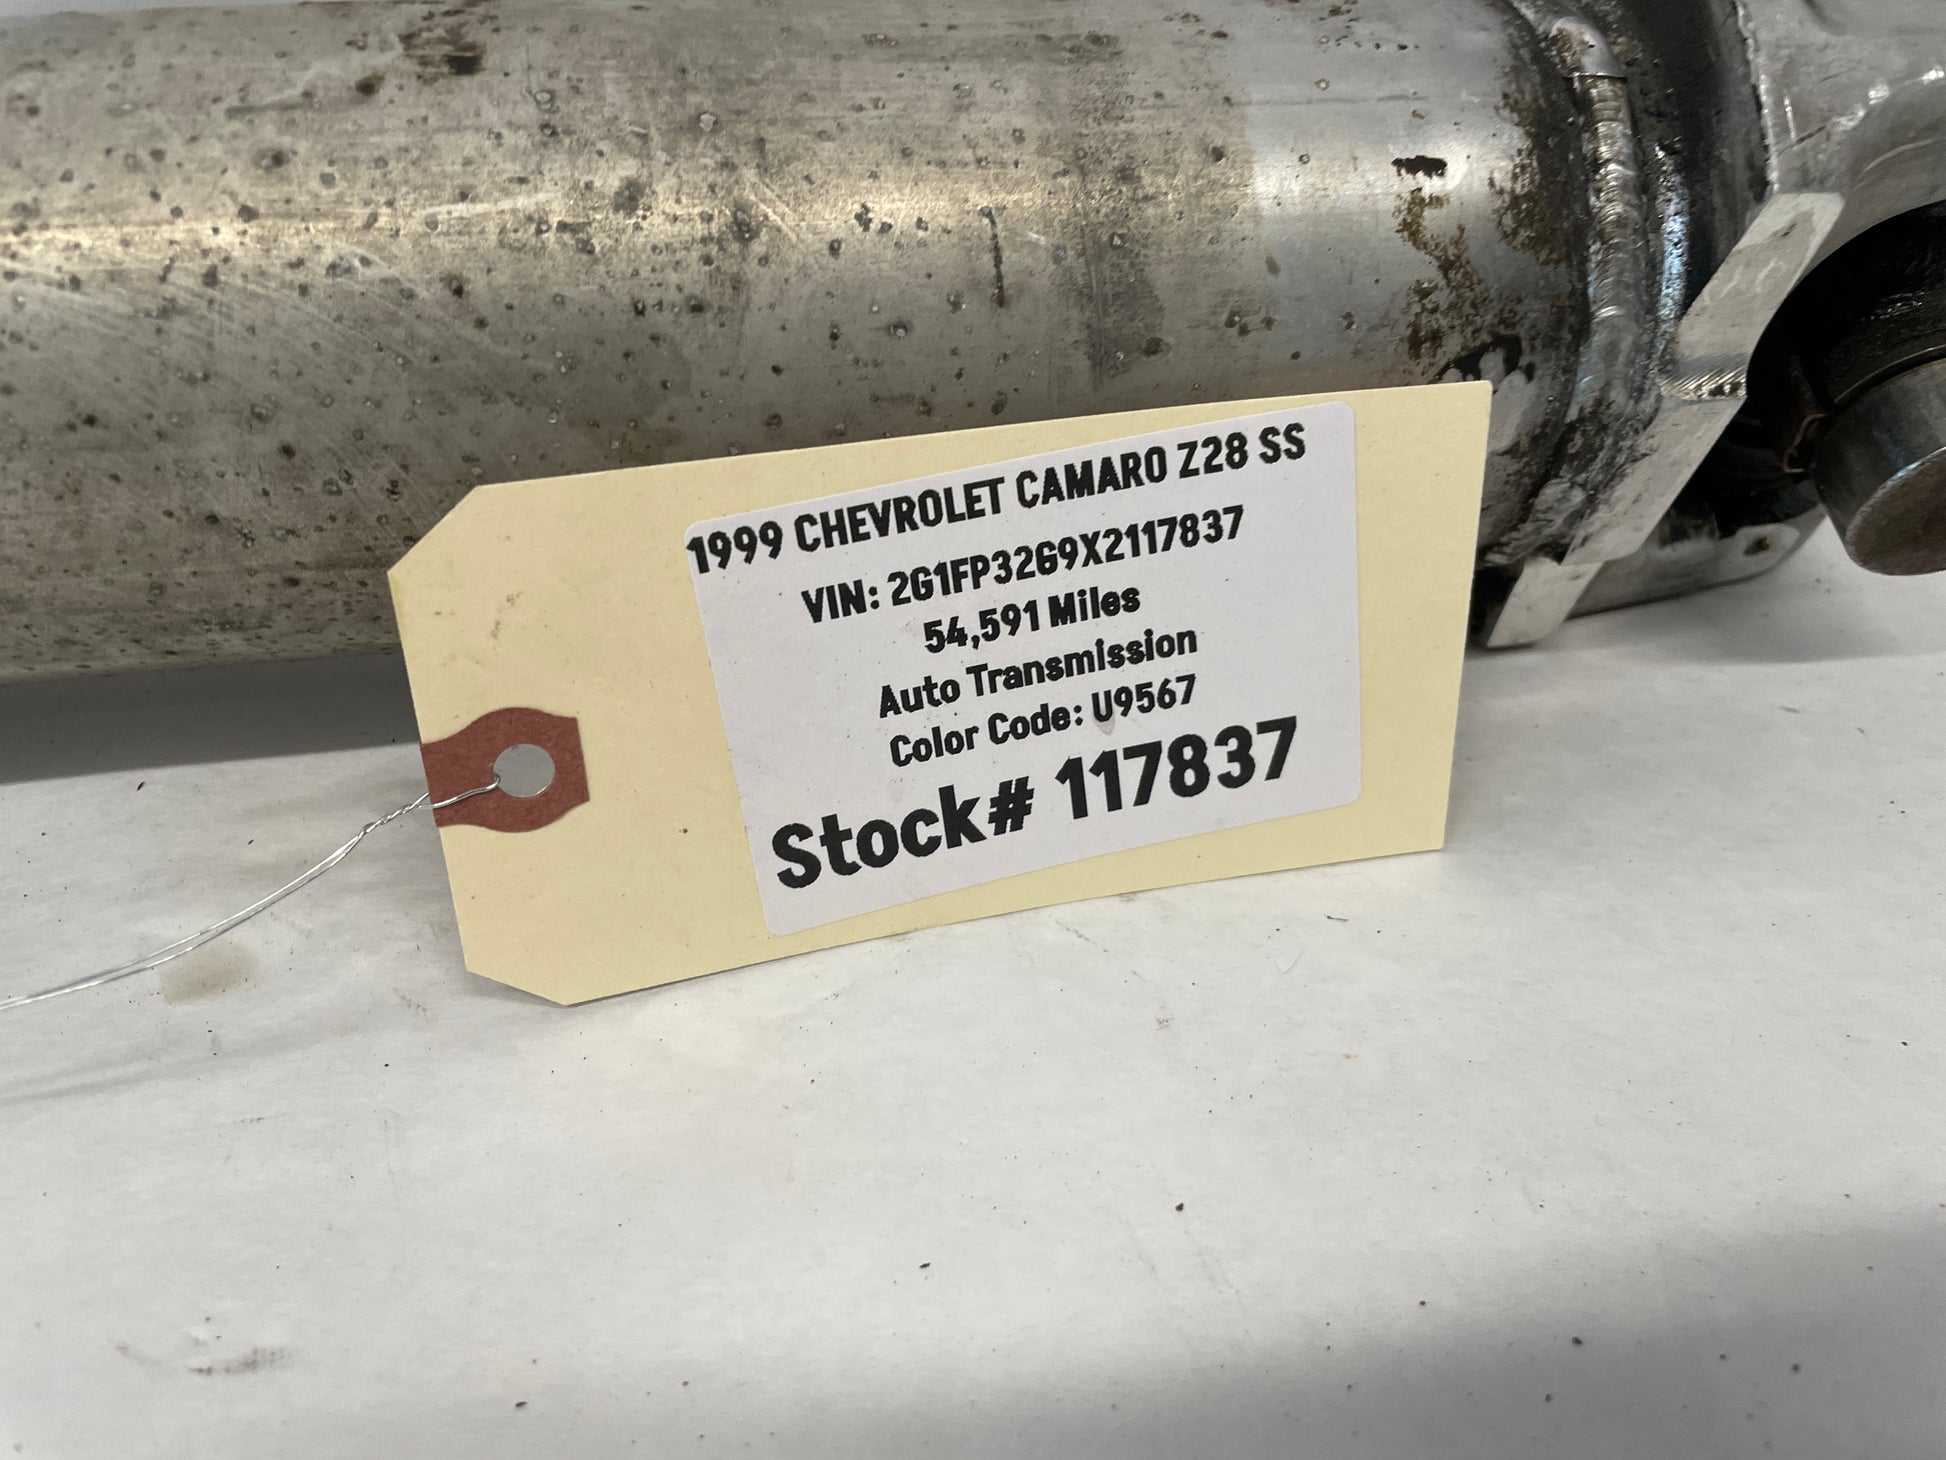 1999 CHEVROLET CAMARO Z28 SS
VIN: 2G1FP32G9X2117837
54,591 Miles
Auto Transmission
Color Code: U9567
Stock# 117837